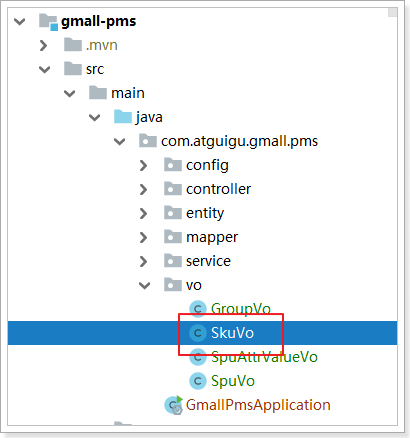 gmall-pms
.mvn
src
main
java
com.atguigu.gmall.pms
config
controller
entity
mapper
service
vo
GroupVo
SkuVo
SpuAttrValueVo
SpuVo
GmallPmsApplication